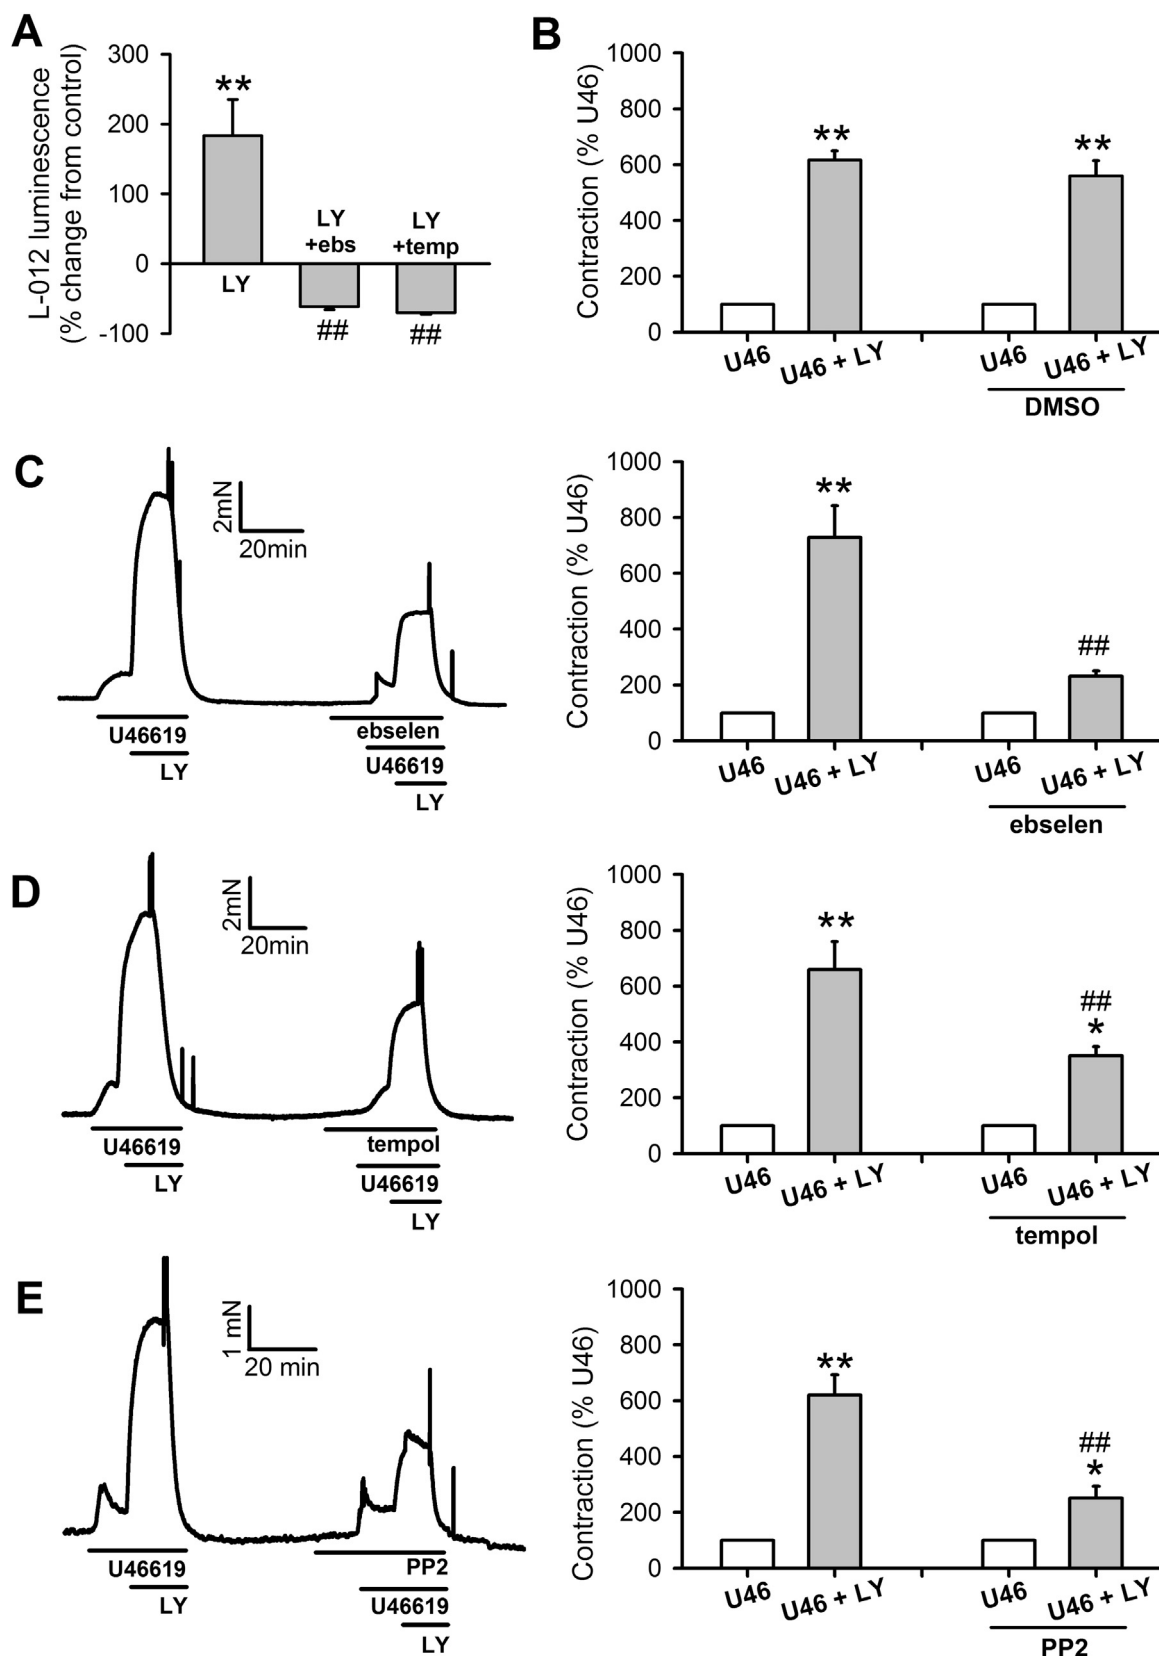 A
L-012 luminescence
(% change from control)
300
200
100
0
-100
**
LY
LY
+ebs
##
LY
+temp
##
B
Contraction (% U46)
1000
800
600
400
200
0
**
**
U46
U46 + LY
U46
U46 + LY
DMSO
C
2mN
20min
U46619
LY
ebselen
U46619
LY
Contraction (% U46)
1000
800
600
400
200
0
**
##
U46
U46 + LY
U46
U46 + LY
ebselen
D
2mN
20min
U46619
LY
tempol
U46619
LY
Contraction (% U46)
1000
800
600
400
200
0
**
##
*
U46
U46 + LY
U46
U46 + LY
tempol
E
1 mN
20 min
U46619
LY
PP2
U46619
LY
Contraction (% U46)
1000
800
600
400
200
0
**
##
*
U46
U46 + LY
U46
U46 + LY
PP2